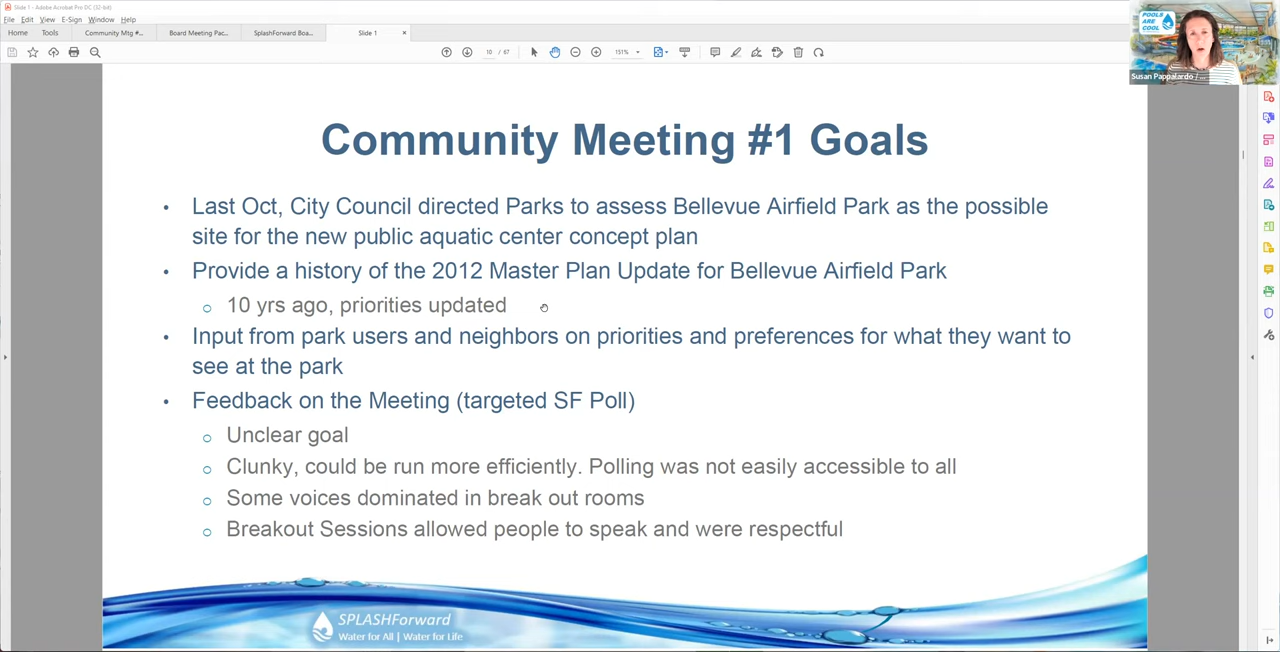 Slide 1 - Adobe Acrobat Pro DC (32-bit)
File Edit View E-Sign Window Help
Home Tools Community Mtg #... Board Meeting Pac... SplashForward Boa... Slide 1 ×
10 / 67 151%
POOLS
ARE
COOL
Susan Pappalardo / ...
Community Meeting #1 Goals
• Last Oct, City Council directed Parks to assess Bellevue Airfield Park as the possible
site for the new public aquatic center concept plan
• Provide a history of the 2012 Master Plan Update for Bellevue Airfield Park
○ 10 yrs ago, priorities updated
• Input from park users and neighbors on priorities and preferences for what they want to
see at the park
• Feedback on the Meeting (targeted SF Poll)
○ Unclear goal
○ Clunky, could be run more efficiently. Polling was not easily accessible to all
○ Some voices dominated in break out rooms
○ Breakout Sessions allowed people to speak and were respectful
SPLASHForward
Water for All | Water for Life